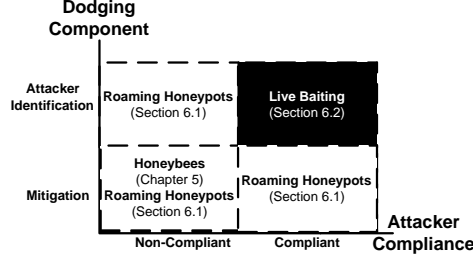 Dodging
Component
Attacker
Identification
Roaming Honeypots
(Section 6.1)
Live Baiting
(Section 6.2)
Mitigation
Honeybees
(Chapter 5)
Roaming Honeypots
(Section 6.1)
Roaming Honeypots
(Section 6.1)
Non-Compliant
Compliant
Attacker
Compliance